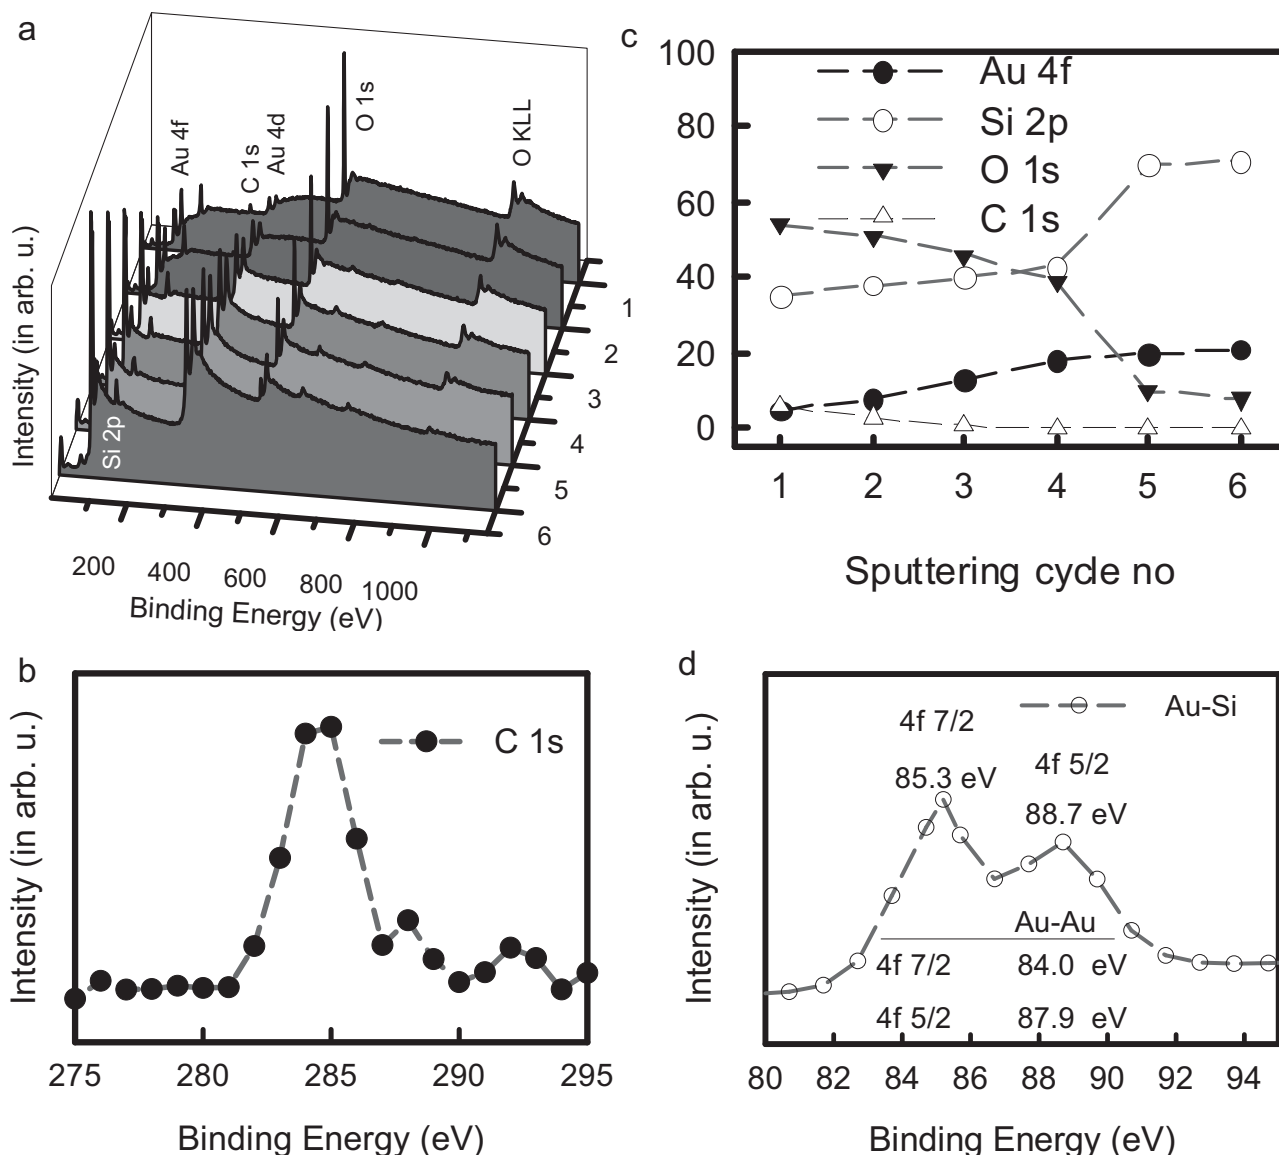 a
Intensity (in arb. u.)
Au 4f
C 1s
Au 4d
O 1s
O KLL
Si 2p
1
2
3
4
5
6
200 400 600 800 1000
Binding Energy (eV)
c
100
80
60
40
20
0
Au 4f
Si 2p
O 1s
C 1s
1 2 3 4 5 6
Sputtering cycle no
b
Intensity (in arb. u.)
C 1s
275 280 285 290 295
Binding Energy (eV)
d
Intensity (in arb. u.)
Au-Si
4f 7/2
85.3 eV
4f 5/2
88.7 eV
Au-Au
4f 7/2 84.0 eV
4f 5/2 87.9 eV
80 82 84 86 88 90 92 94
Binding Energy (eV)